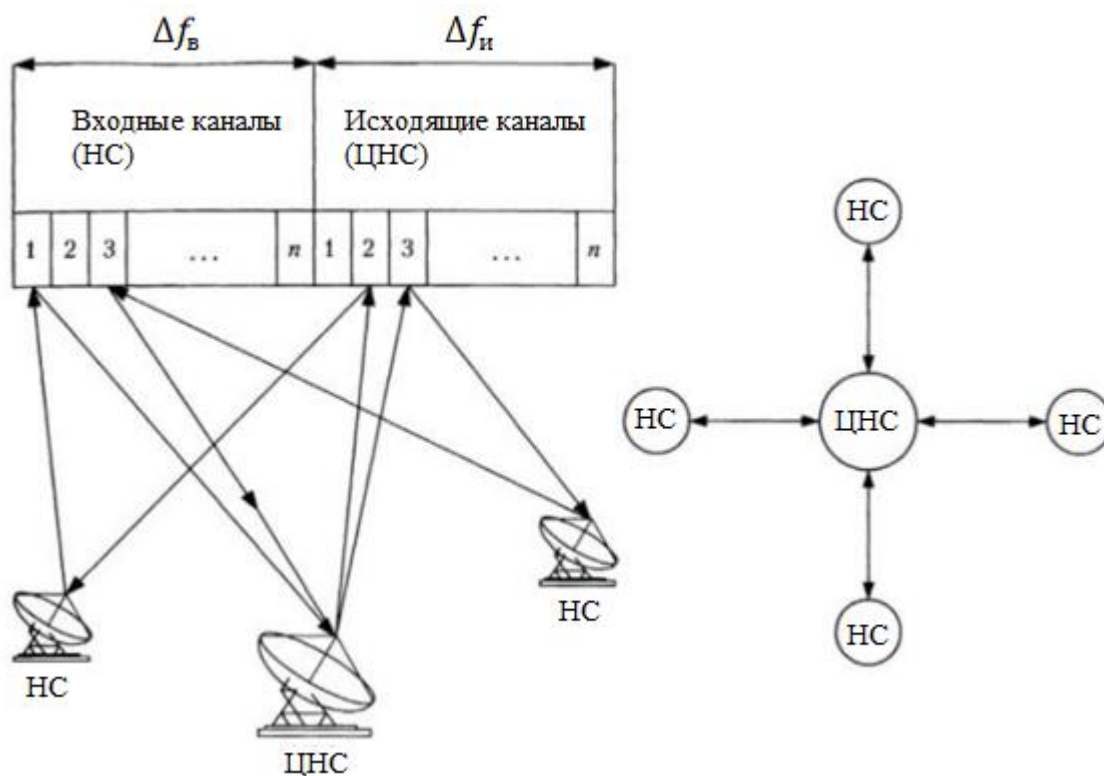 Δfв
Δfи
Входные каналы
(НС)
Исходящие каналы
(ЦНС)
1 2 3 ... n 1 2 3 ... n
НС
НС
ЦНС
НС
НС
НС
НС
ЦНС